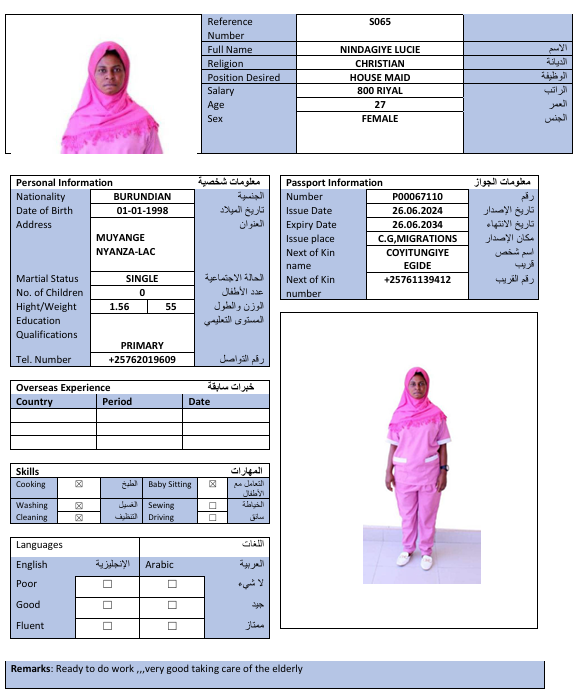 Reference Number S065
Full Name NINDAGIYE LUCIE الاسم
Religion CHRISTIAN الديانة
Position Desired HOUSE MAID الوظيفة
Salary 800 RIYAL الراتب
Age 27 العمر
Sex FEMALE الجنس
Personal Information معلومات شخصية
Nationality BURUNDIAN الجنسية
Date of Birth 01-01-1998 تاريخ الميلاد
Address العنوان
MUYANGE
NYANZA-LAC
Martial Status SINGLE الحالة الاجتماعية
No. of Children 0 عدد الأطفال
Hight/Weight 1.56 55 الوزن والطول
Education المستوى التعليمي
Qualifications
PRIMARY
Tel. Number +25762019609 رقم التواصل
Passport Information معلومات الجواز
Number P00067110 رقم
Issue Date 26.06.2024 تاريخ الإصدار
Expiry Date 26.06.2034 تاريخ الانتهاء
Issue place C.G,MIGRATIONS مكان الإصدار
Next of Kin COYITUNGIYE اسم شخص
name EGIDE قريب
Next of Kin +25761139412 رقم القريب
number
Overseas Experience خبرات سابقة
Country Period Date
Skills المهارات
Cooking ☒ الطبخ Baby Sitting ☒ التعامل مع
الأطفال
Washing ☒ الغسيل Sewing ☐ الخياطة
Cleaning ☒ التنظيف Driving ☐ سائق
Languages اللغات
English الإنجليزية Arabic العربية
Poor ☐ ☐ لا شيء
Good ☐ ☐ جيد
Fluent ☐ ☐ ممتاز
Remarks: Ready to do work ,,,very good taking care of the elderly